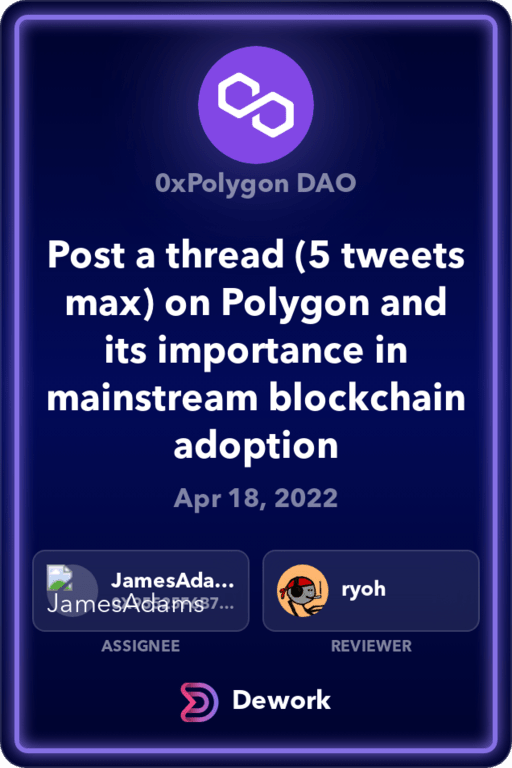 0xPolygon DAO
Post a thread (5 tweets
max) on Polygon and
its importance in
mainstream blockchain
adoption
Apr 18, 2022
JamesAda...
JamesAdams
ryoh
ASSIGNEE
REVIEWER
Dework